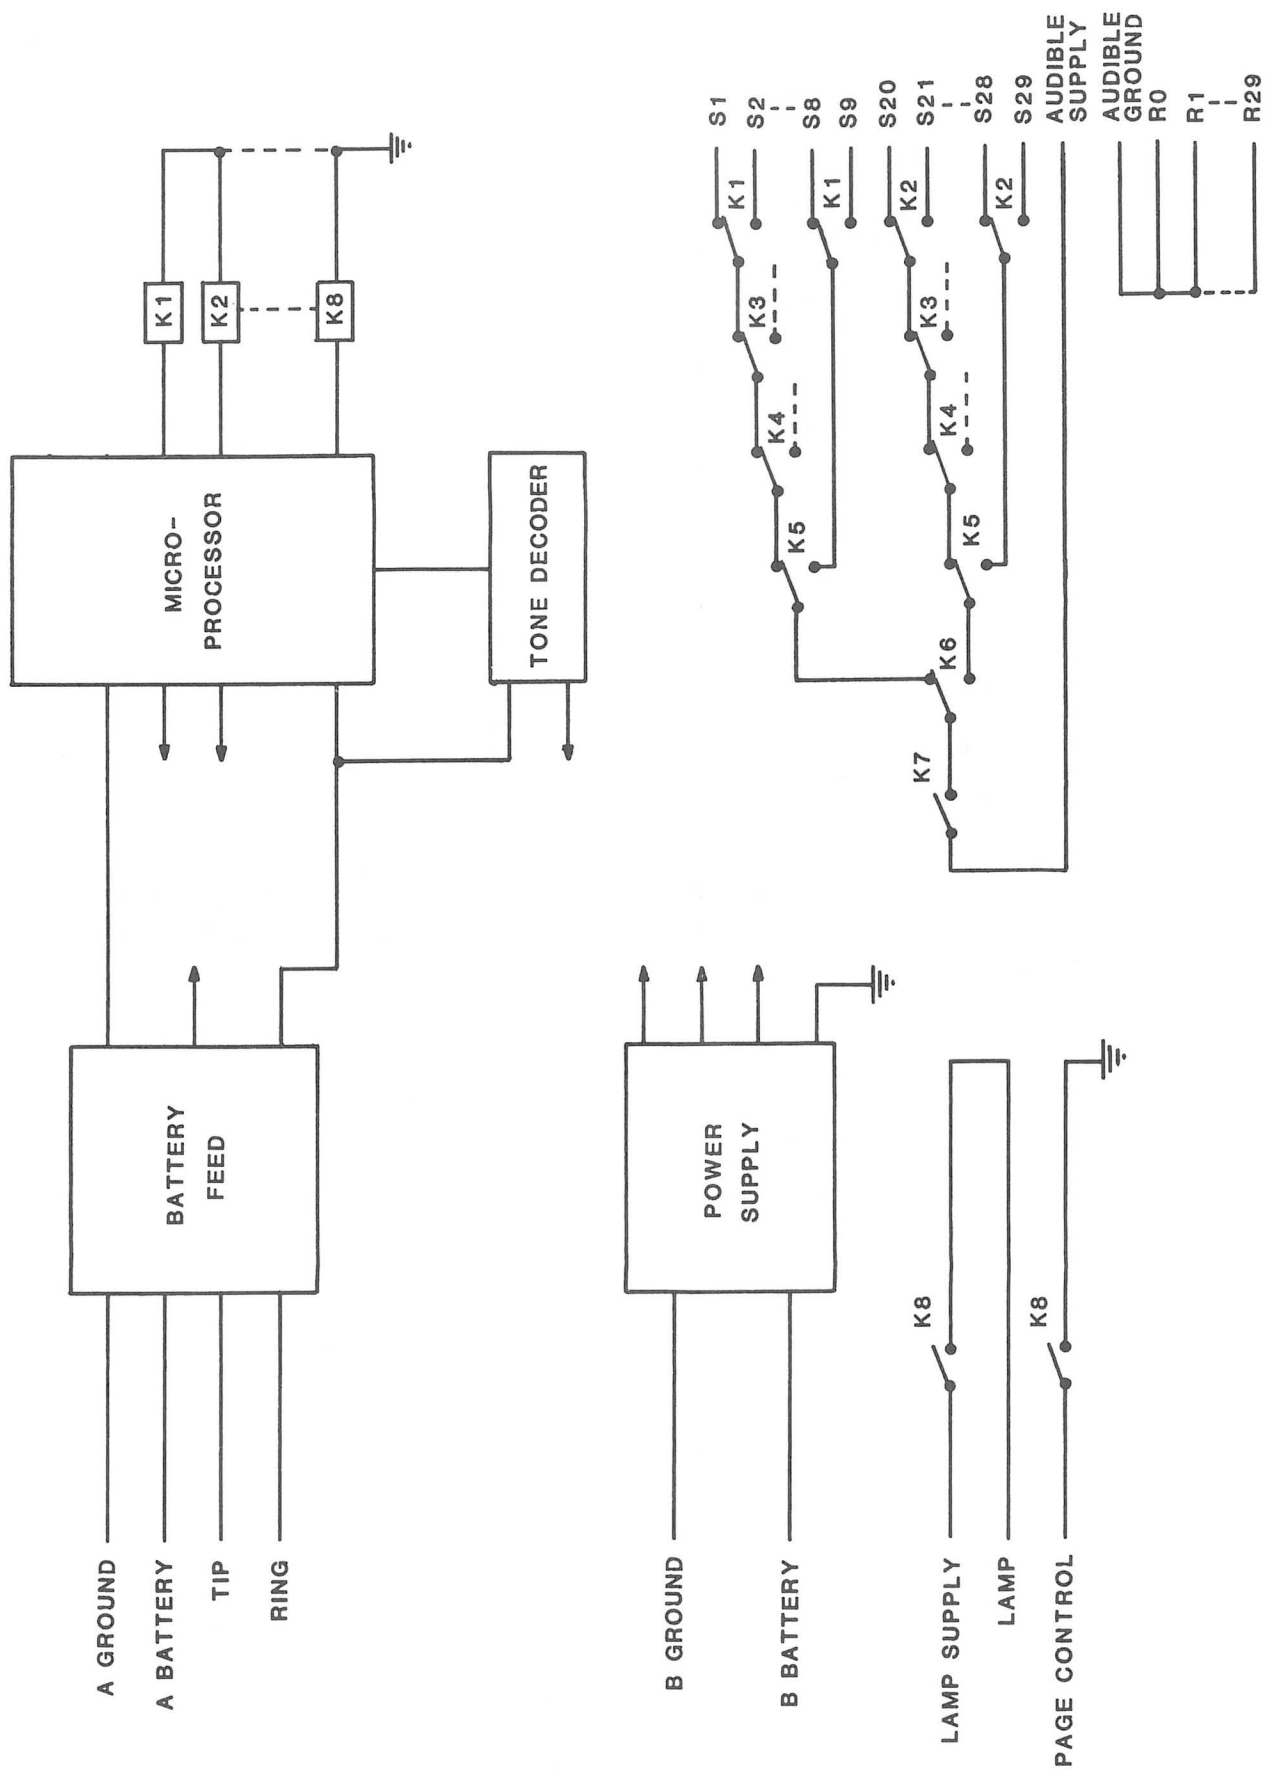 A GROUND
A BATTERY
TIP
RING
BATTERY
FEED
MICRO-
PROCESSOR
K1
K2
K8
TONE DECODER
B GROUND
B BATTERY
POWER
SUPPLY
LAMP SUPPLY
LAMP
PAGE CONTROL
K8
K8
K7
K6
K5
K4
K3
K1
K1
K5
K4
K3
K2
K2
S1
S2
S8
S9
S20
S21
S28
S29
AUDIBLE
SUPPLY
AUDIBLE
GROUND
R0
R1
R29